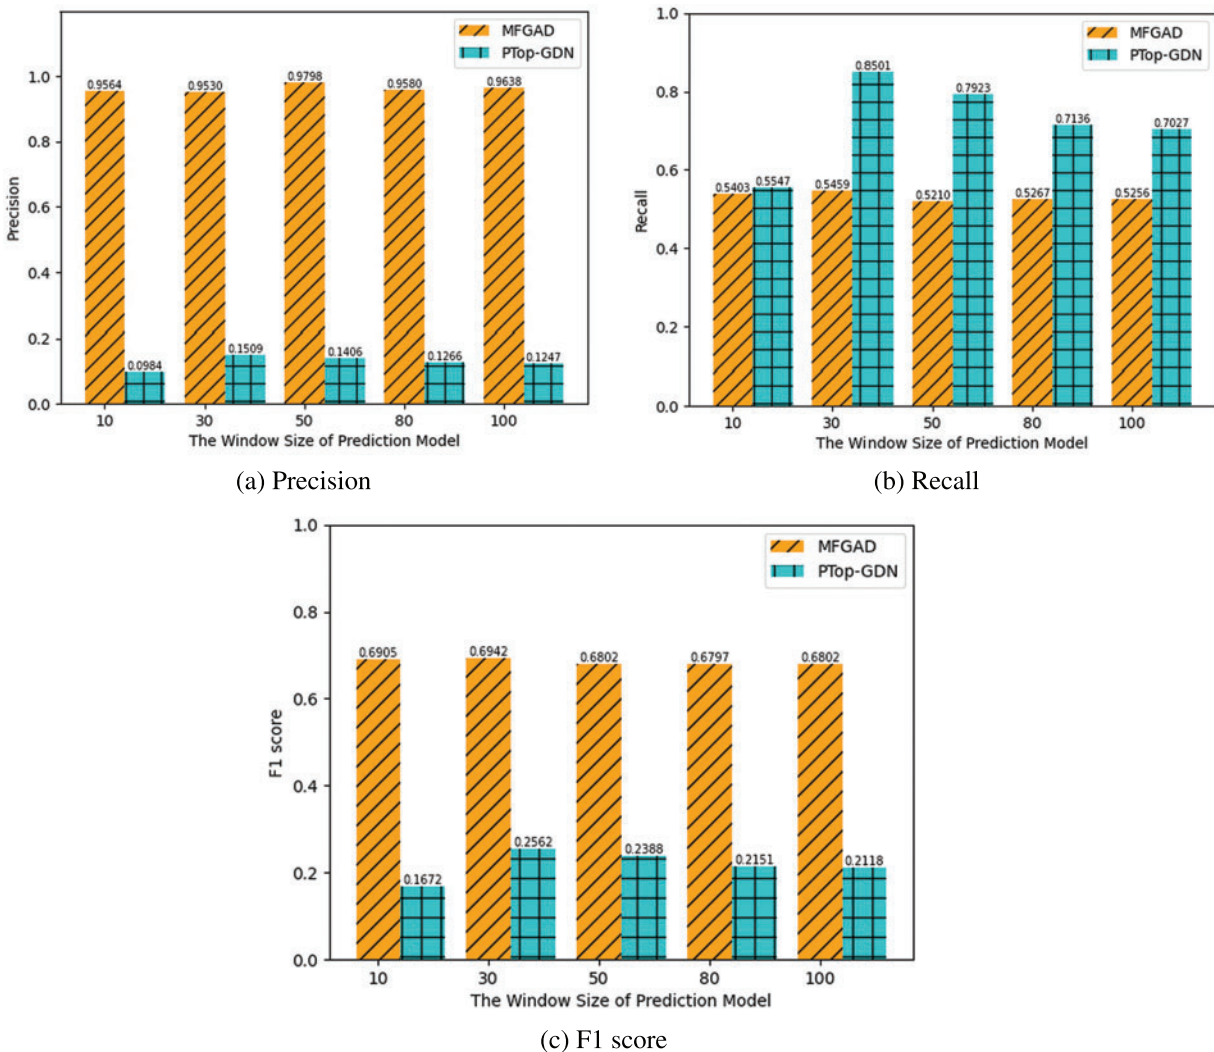 MFGAD
PTop-GDN
0.9564
0.9530
0.9798
0.9580
0.9638
0.0984
0.1509
0.1406
0.1266
0.1247
1.0
0.8
0.6
0.4
0.2
0.0
Precision
10 30 50 80 100
The Window Size of Prediction Model
(a) Precision
MFGAD
PTop-GDN
0.5403
0.5547
0.5459
0.8501
0.5210
0.7923
0.5267
0.7136
0.5256
0.7027
1.0
0.8
0.6
0.4
0.2
0.0
Recall
10 30 50 80 100
The Window Size of Prediction Model
(b) Recall
MFGAD
PTop-GDN
0.6905
0.6942
0.6802
0.6797
0.6802
0.1672
0.2562
0.2388
0.2151
0.2118
1.0
0.8
0.6
0.4
0.2
0.0
F1 score
10 30 50 80 100
The Window Size of Prediction Model
(c) F1 score